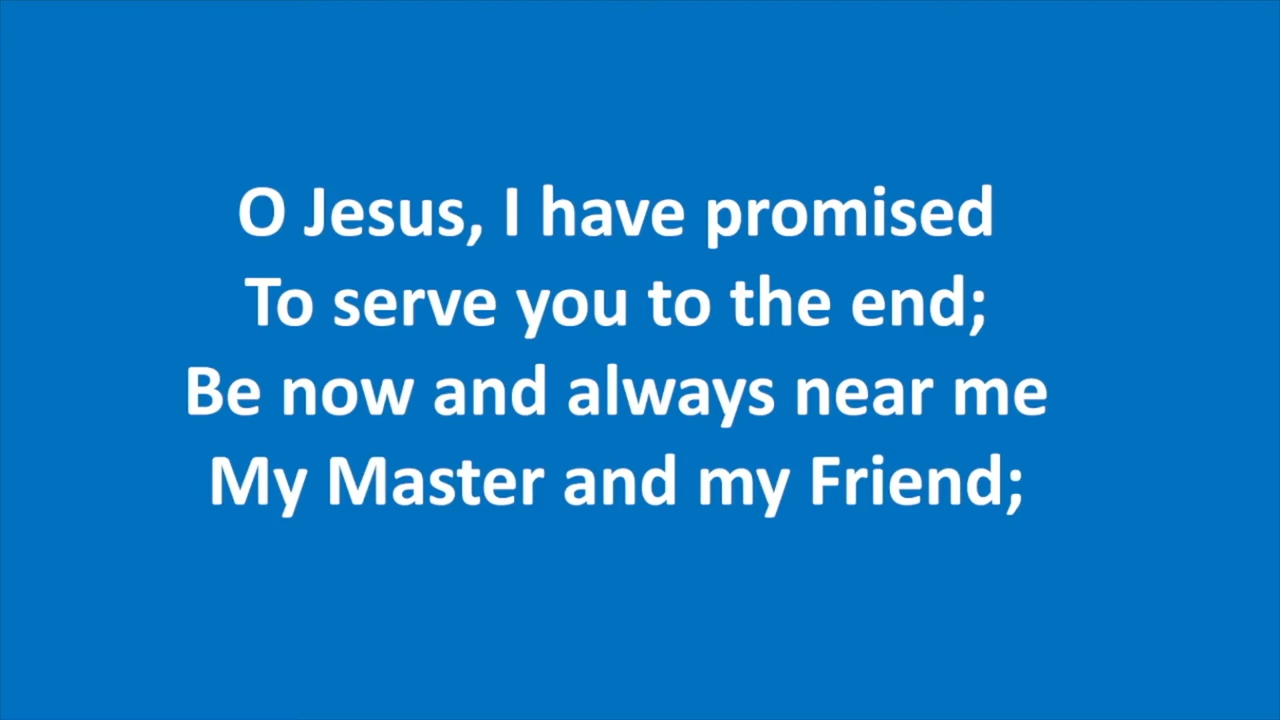 O Jesus, I have promised
To serve you to the end;
Be now and always near me
My Master and my Friend;